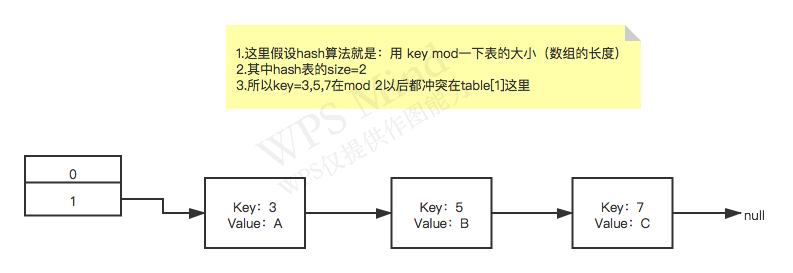 1.这里假设hash算法就是：用 key mod一下表的大小（数组的长度）
2.其中hash表的size=2
3.所以key=3,5,7在mod 2以后都冲突在table[1]这里
WPS Mind
WPS仅提供作图能力
0
1
Key：3
Value：A
Key：5
Value：B
Key：7
Value：C
null